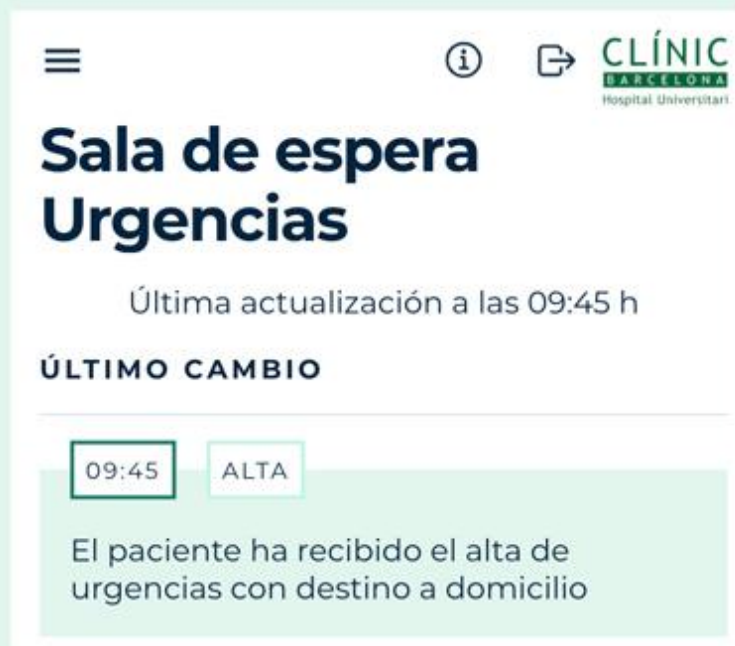 CLÍNIC
BARCELONA
Hospital Universitari
Sala de espera
Urgencias
Última actualización a las 09:45 h
ÚLTIMO CAMBIO
09:45 ALTA
El paciente ha recibido el alta de
urgencias con destino a domicilio